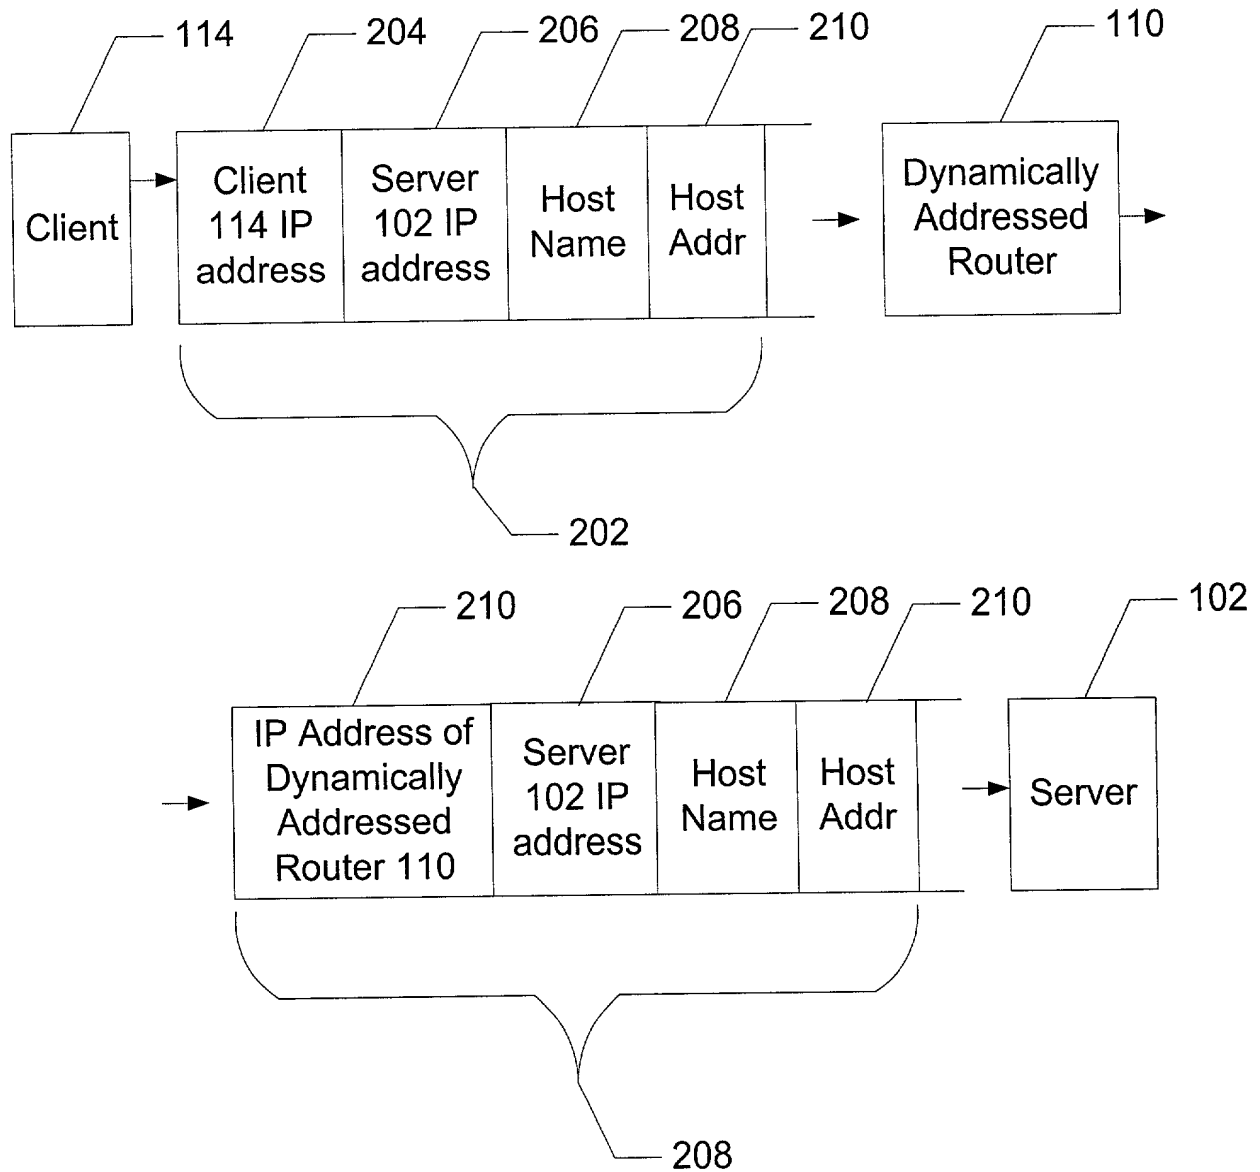 114
204
206
208
210
110
Client
Client
114 IP
address
Server
102 IP
address
Host
Name
Host
Addr
Dynamically
Addressed
Router
202
210
206
208
210
102
IP Address of
Dynamically
Addressed
Router 110
Server
102 IP
address
Host
Name
Host
Addr
Server
208